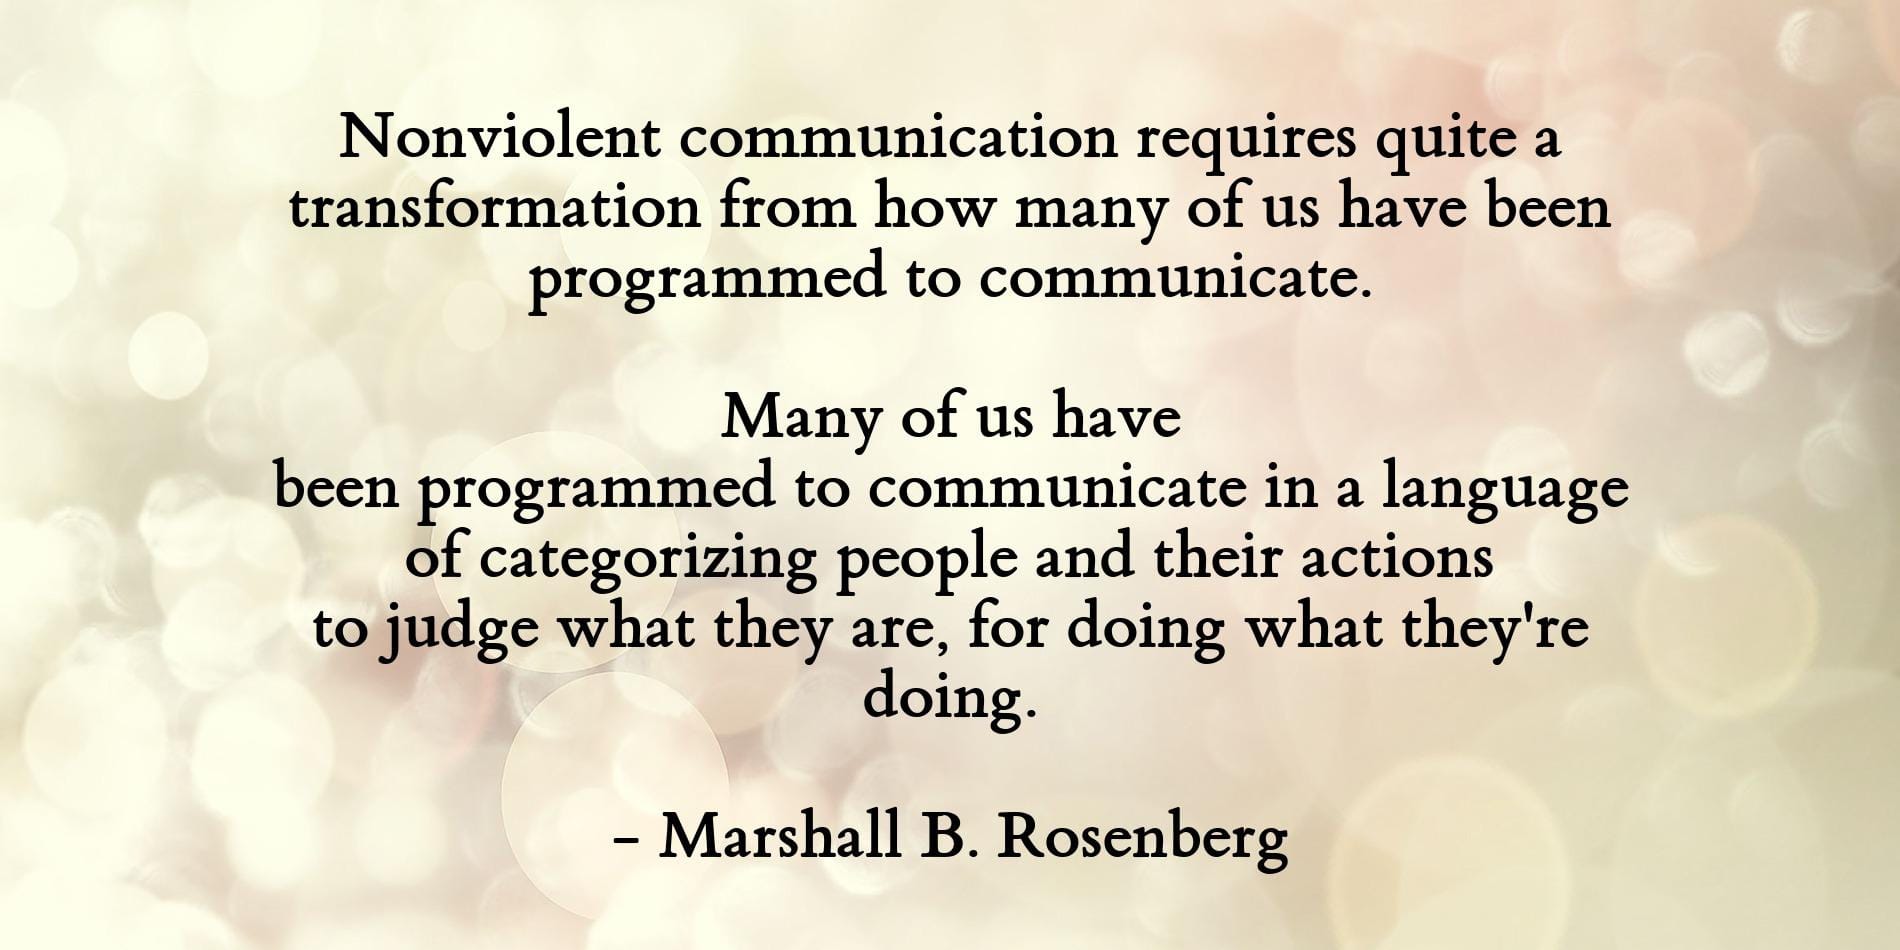 Nonviolent communication requires quite a
transformation from how many of us have been
programmed to communicate.
Many of us have
been programmed to communicate in a language
of categorizing people and their actions
to judge what they are, for doing what they're
doing.
- Marshall B. Rosenberg